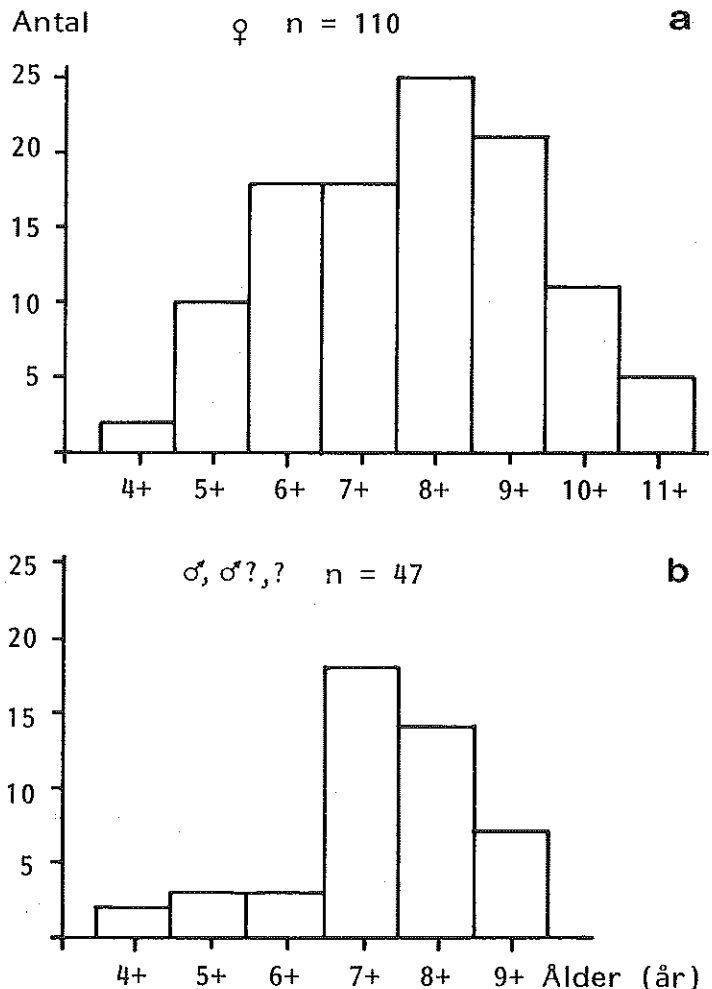 Antal ♀ n = 110 a
25
20
15
10
5
4+ 5+ 6+ 7+ 8+ 9+ 10+ 11+
25 ♂, ♂?,? n = 47 b
20
15
10
5
4+ 5+ 6+ 7+ 8+ 9+ Ålder (år)